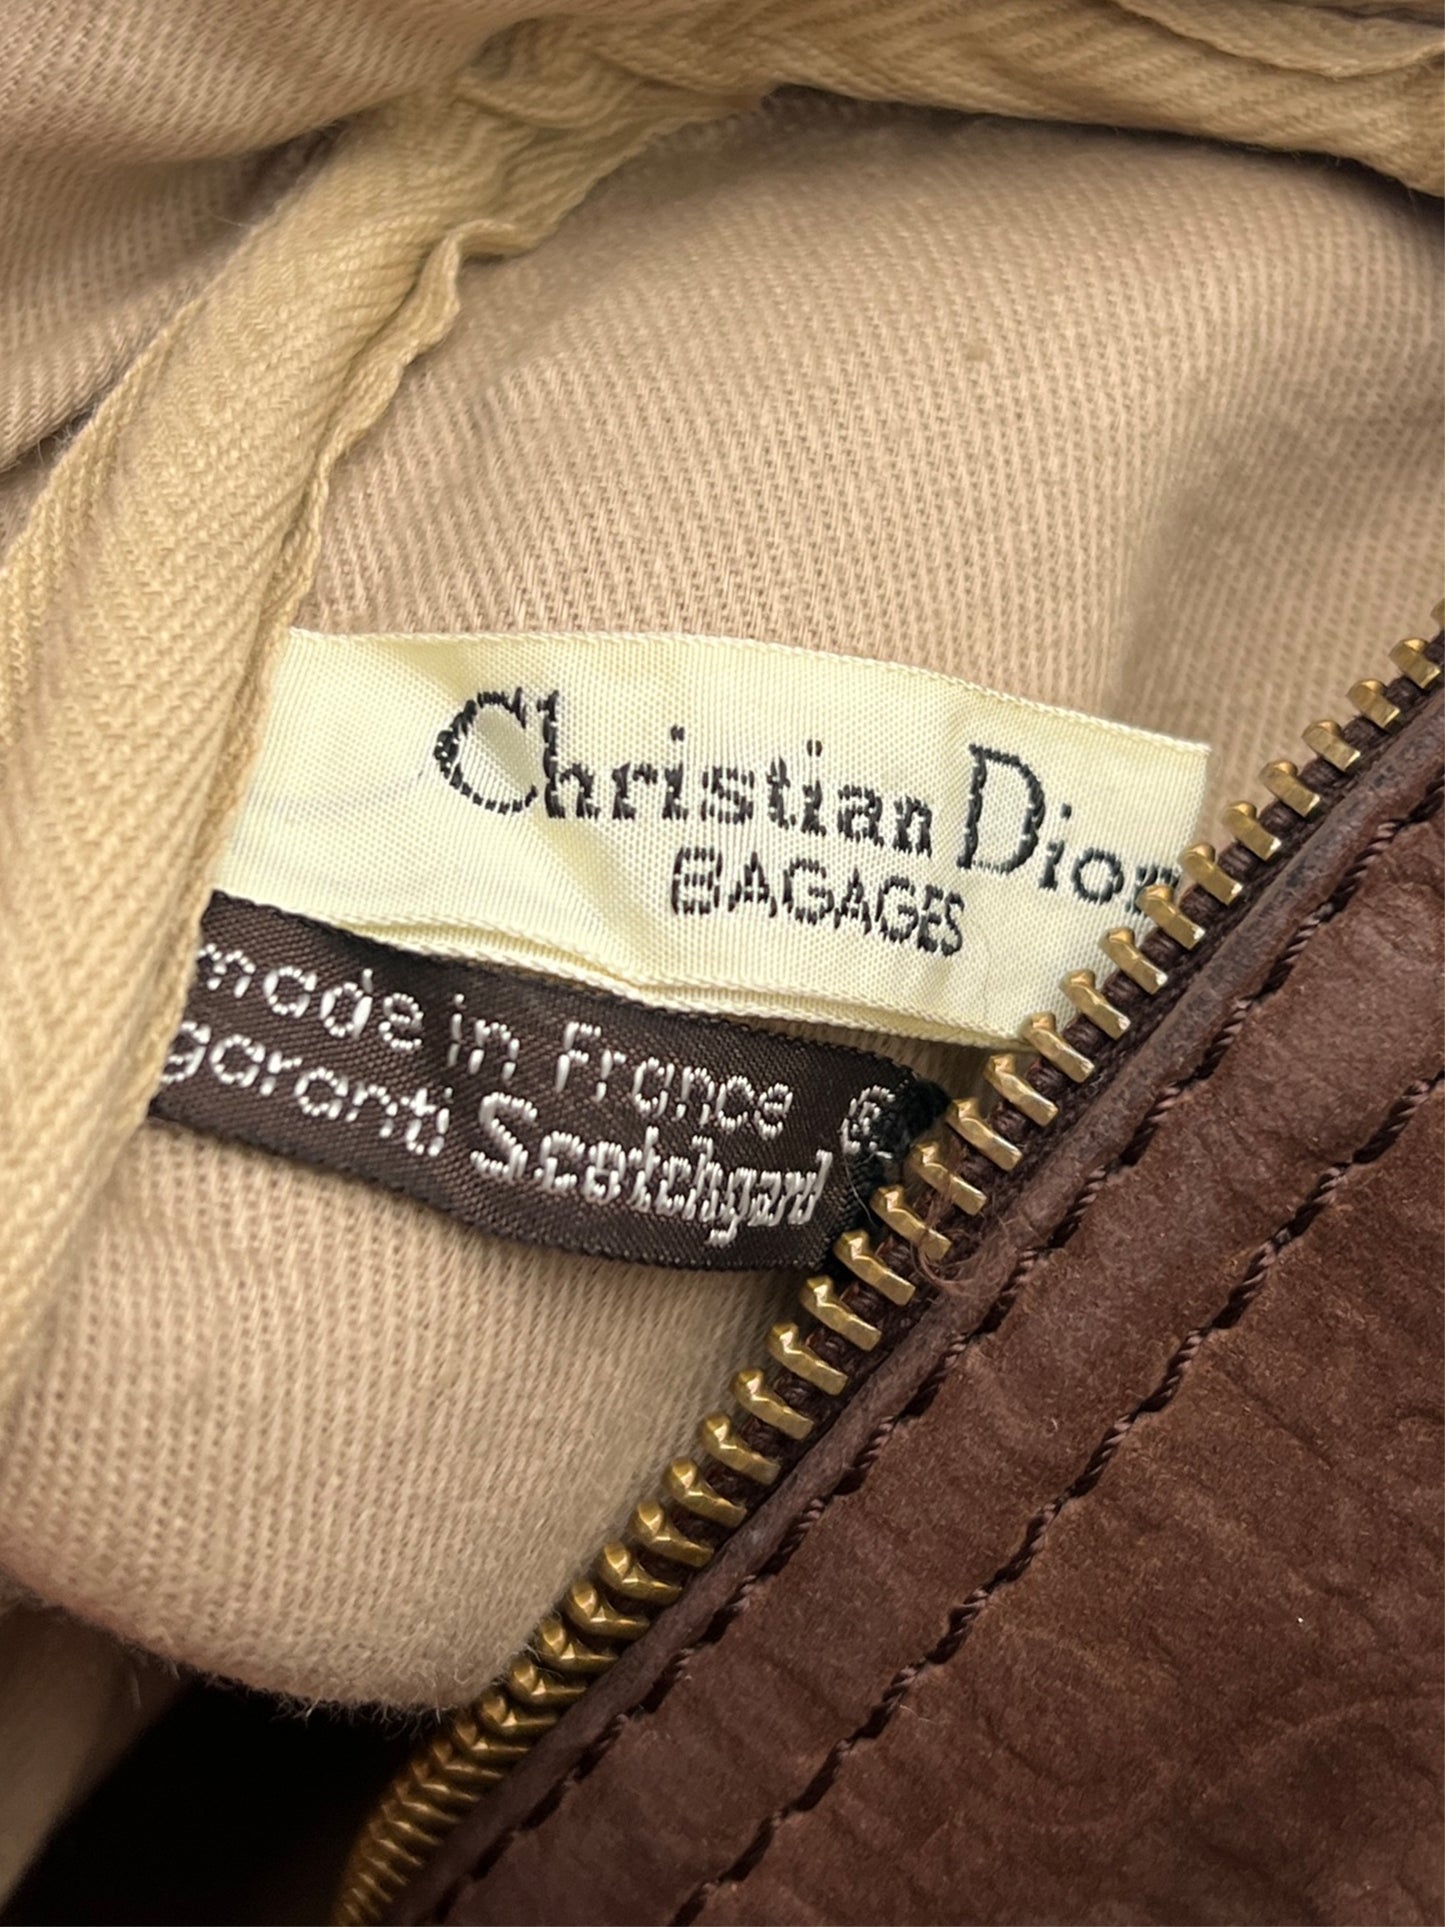 Christian Dior
BAGAGES
made in France
garanti Scotchgard ®